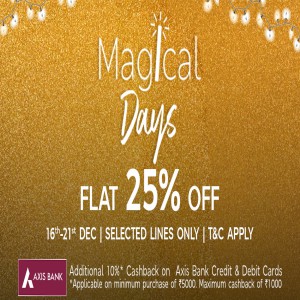 Magical
Days
FLAT 25% OFF
16th-21st DEC | SELECTED LINES ONLY | T&C APPLY
AXIS BANK
Additional 10%* Cashback on Axis Bank Credit & Debit Cards
*Applicable on minimum purchase of ₹5000. Maximum cashback of ₹1000